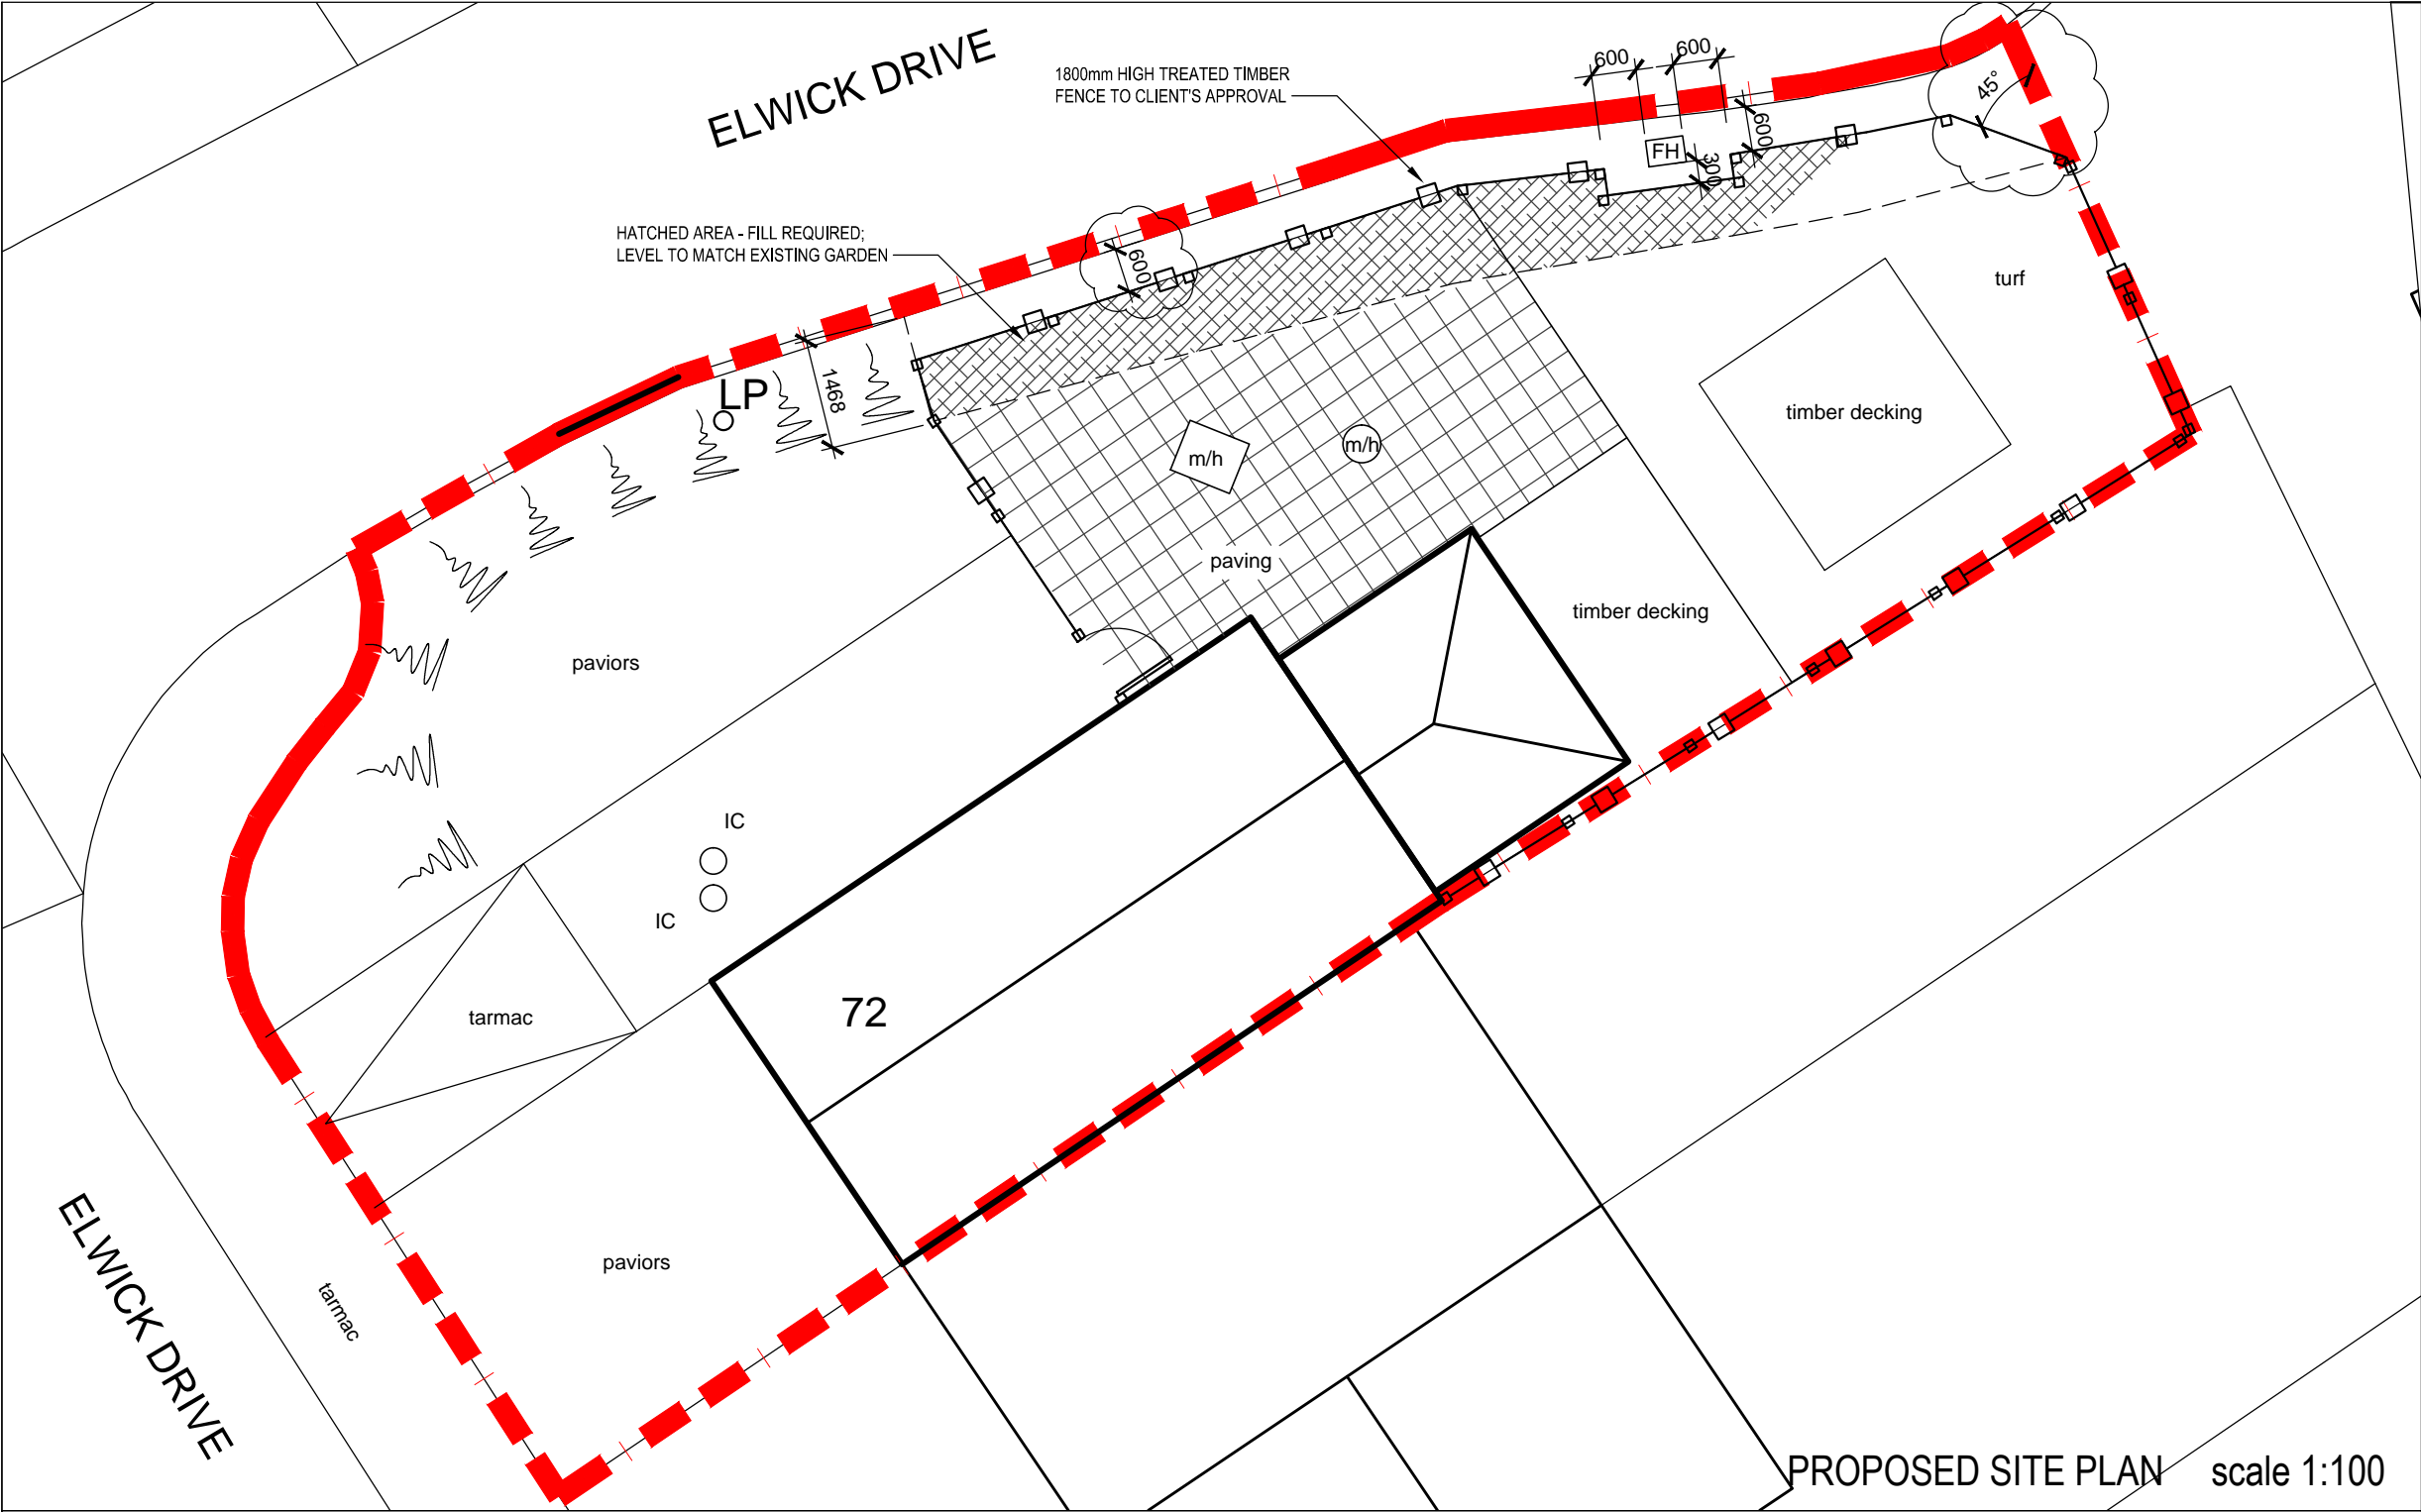 ELWICK DRIVE
1800mm HIGH TREATED TIMBER
FENCE TO CLIENT'S APPROVAL
600
600
45°
600
FH
300
HATCHED AREA - FILL REQUIRED;
LEVEL TO MATCH EXISTING GARDEN
600
turf
1468
LP
timber decking
m/h
m/h
paving
timber decking
paviors
IC
IC
72
tarmac
paviors
ELWICK DRIVE
tarmac
PROPOSED SITE PLAN scale 1:100